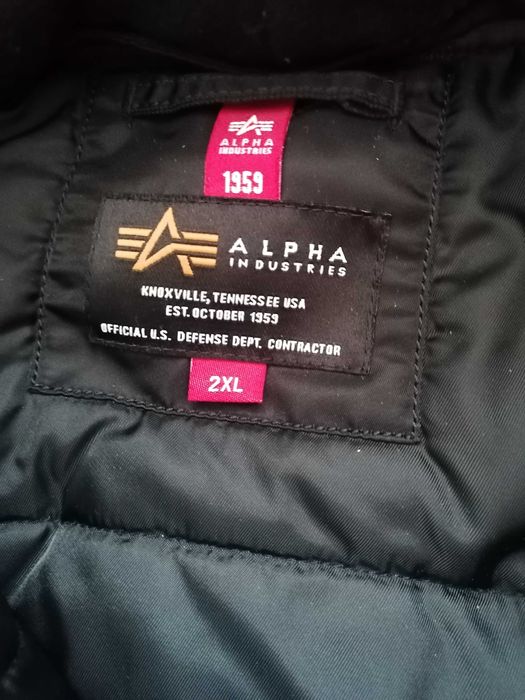 ALPHA
INDUSTRIES
1959
ALPHA
INDUSTRIES
KNOXVILLE, TENNESSEE USA
EST. OCTOBER 1959
OFFICIAL U.S. DEFENSE DEPT. CONTRACTOR
2XL